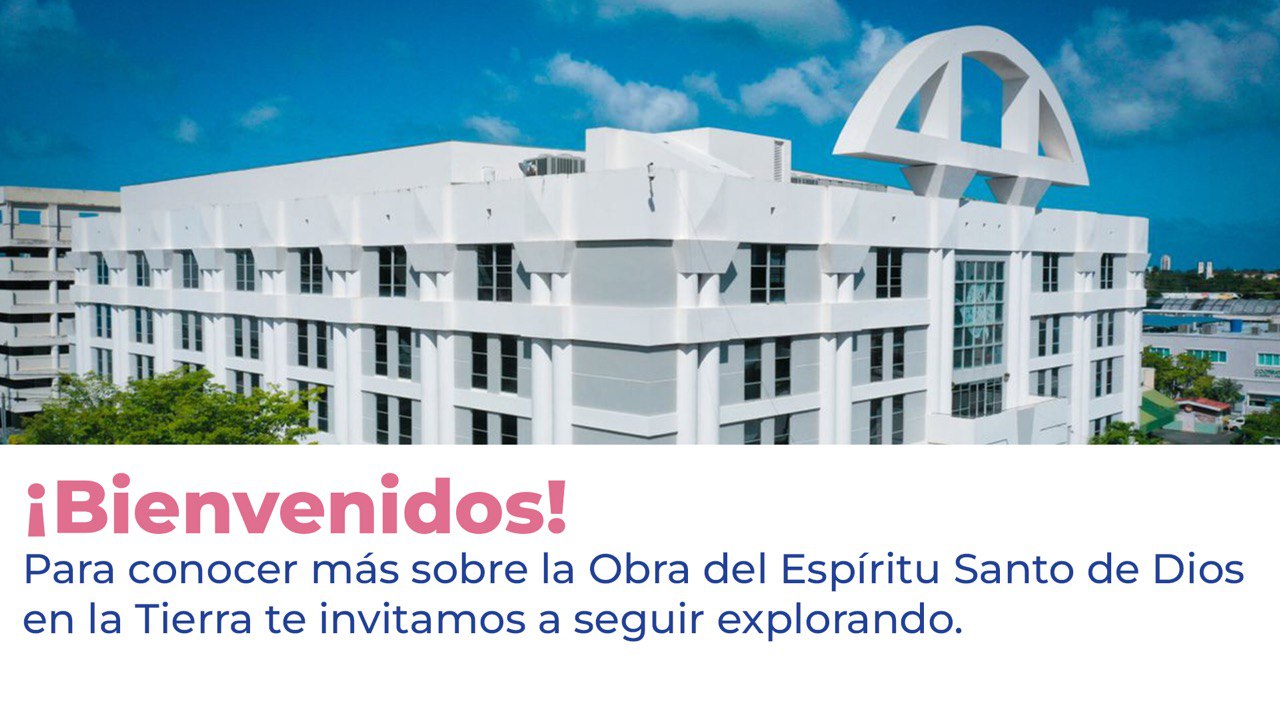 ¡Bienvenidos!
Para conocer más sobre la Obra del Espíritu Santo de Dios
en la Tierra te invitamos a seguir explorando.